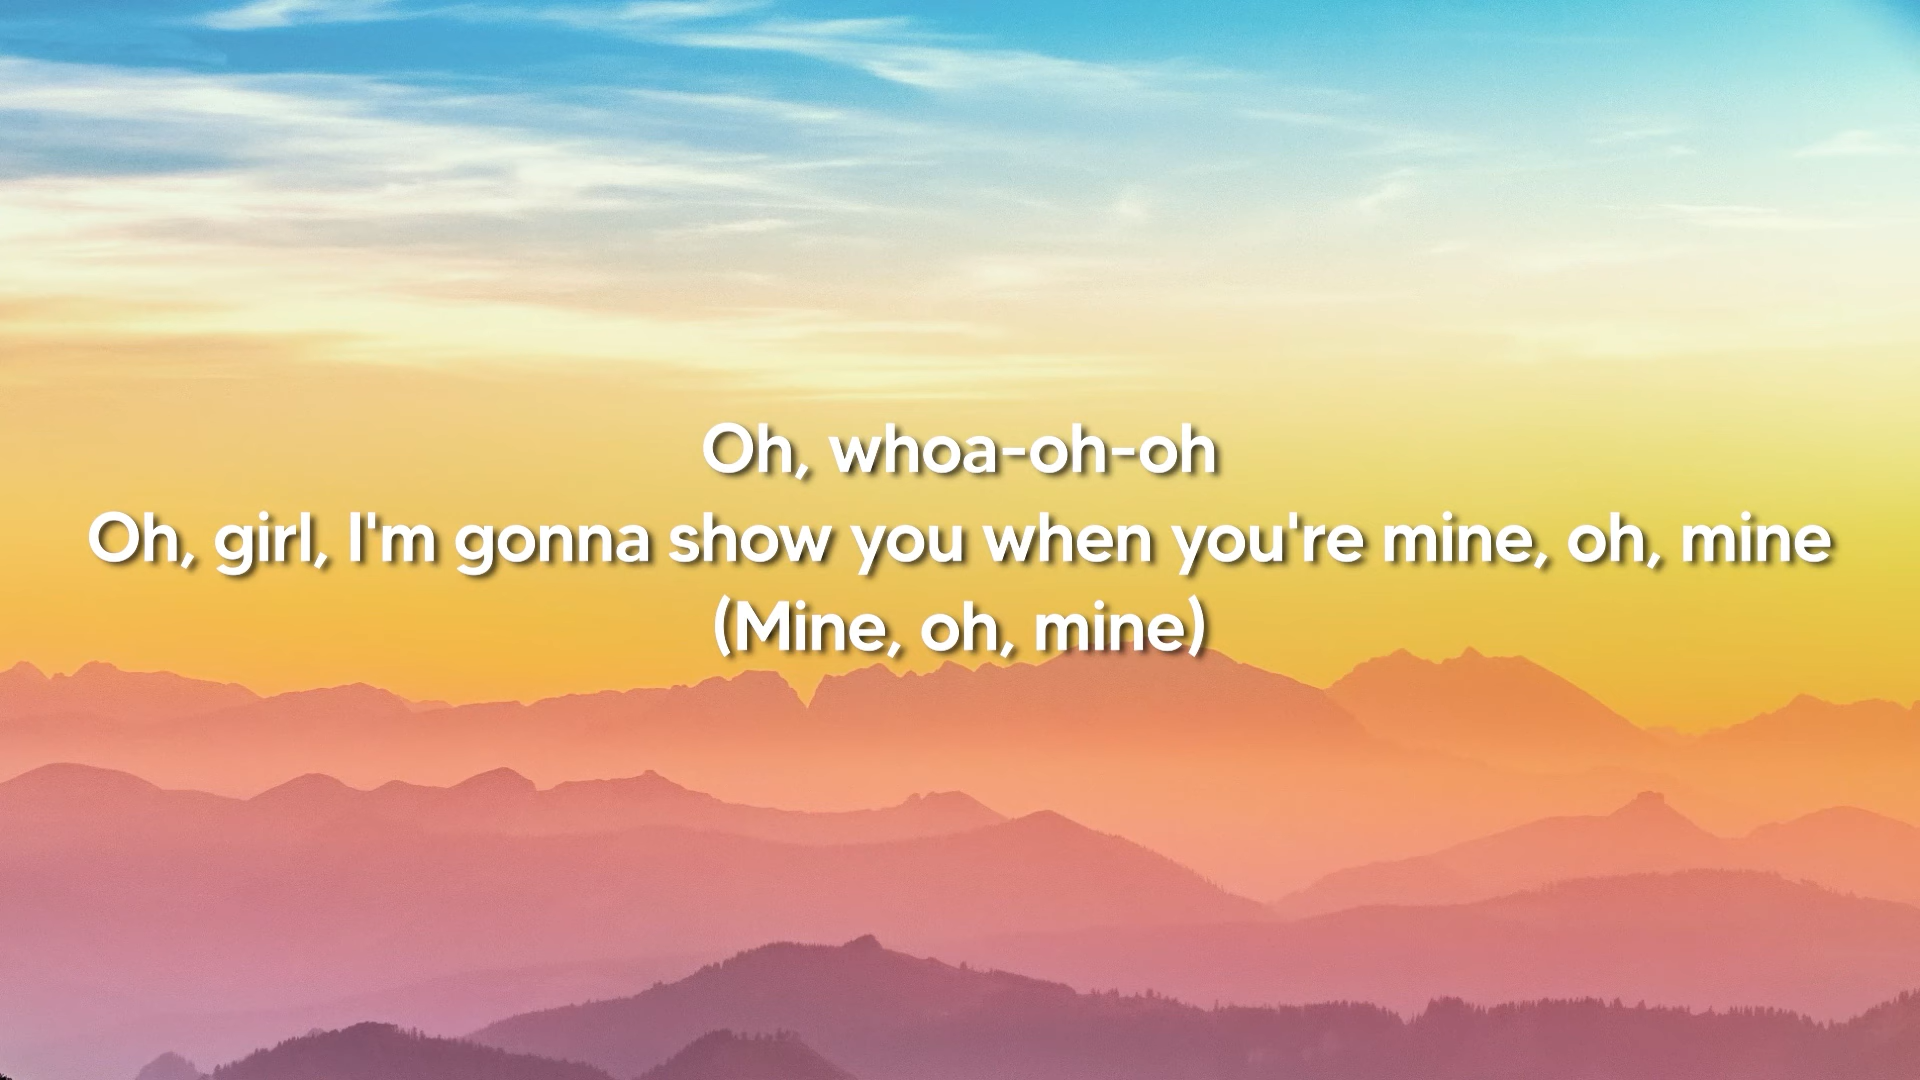 Oh, whoa-oh-oh
Oh, girl, I'm gonna show you when you're mine, oh, mine
(Mine, oh, mine)